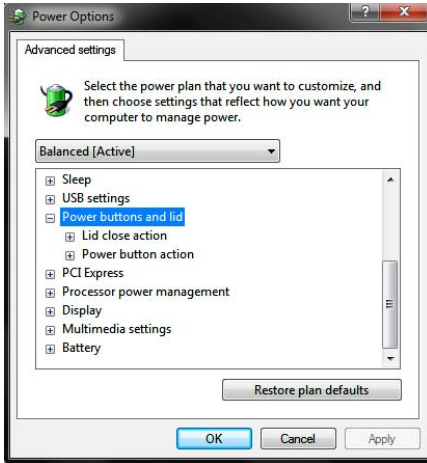 Power Options
Advanced settings
Select the power plan that you want to customize, and
then choose settings that reflect how you want your
computer to manage power.
Balanced [Active]
Sleep
USB settings
Power buttons and lid
Lid close action
Power button action
PCI Express
Processor power management
Display
Multimedia settings
Battery
Restore plan defaults
OK
Cancel
Apply